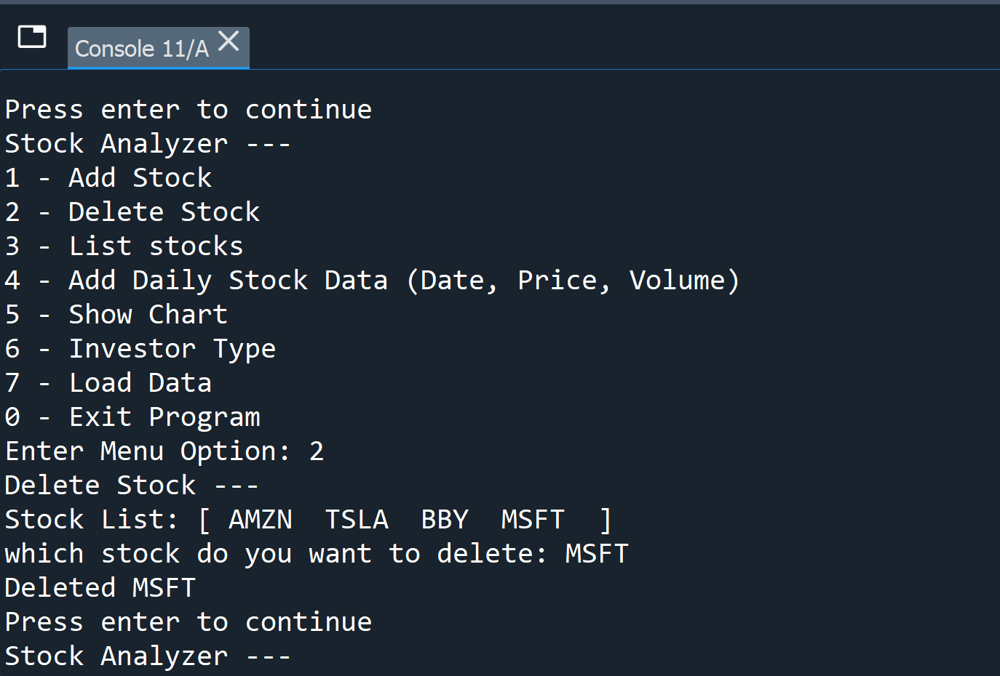 Console 11/A
Press enter to continue
Stock Analyzer ---
1 - Add Stock
2 - Delete Stock
3 - List stocks
4 - Add Daily Stock Data (Date, Price, Volume)
5 - Show Chart
6 - Investor Type
7 - Load Data
0 - Exit Program
Enter Menu Option: 2
Delete Stock ---
Stock List: [ AMZN  TSLA  BBY  MSFT  ]
which stock do you want to delete: MSFT
Deleted MSFT
Press enter to continue
Stock Analyzer ---